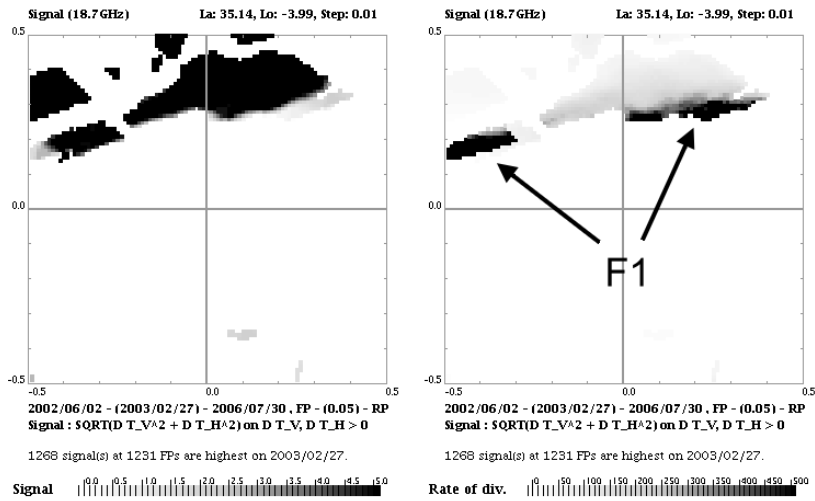 Signal (18.7GHz) La: 35.14, Lo: -3.99, Step: 0.01
0.5
0.0
-0.5
-0.5 0.0 0.5
2002/06/02 - (2003/02/27) - 2006/07/30 , FP - (0.05) - RP
Signal : SQRT(D T_V^2 + D T_H^2) on D T_V, D T_H > 0
1268 signal(s) at 1231 FPs are highest on 2003/02/27.
Signal 0.0 0.5 1.0 1.5 2.0 2.5 3.0 3.5 4.0 4.5 5.0
Signal (18.7GHz) La: 35.14, Lo: -3.99, Step: 0.01
0.5
0.0
-0.5
-0.5 0.0 0.5
F1
2002/06/02 - (2003/02/27) - 2006/07/30 , FP - (0.05) - RP
Signal : SQRT(D T_V^2 + D T_H^2) on D T_V, D T_H > 0
1268 signal(s) at 1231 FPs are highest on 2003/02/27.
Rate of div. 0 50 100 150 200 250 300 350 400 450 500